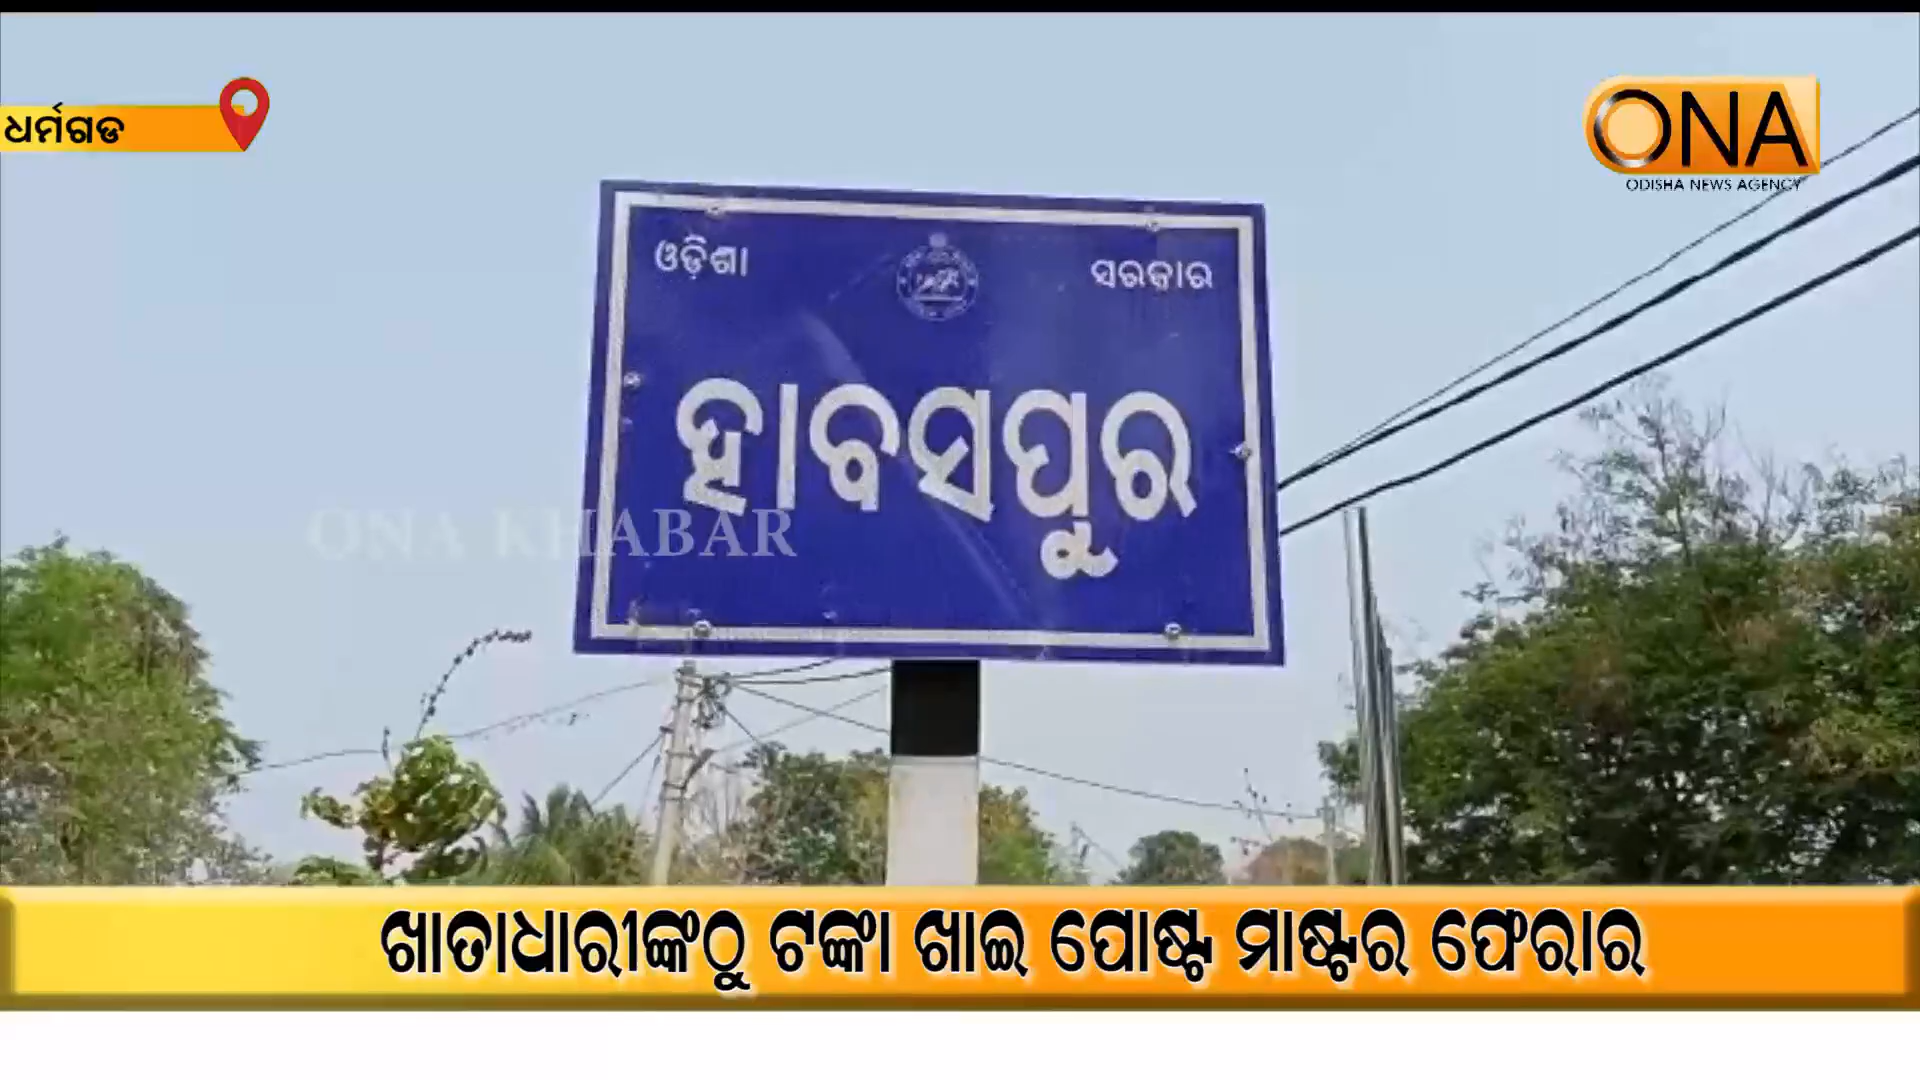 ଧର୍ମଗଡ
ONA
ODISHA NEWS AGENCY
ଓଡ଼ିଶା ସରକାର
ହାବସପୁର
ONA KHABAR
ଖାତାଧାରୀଙ୍କଠୁ ଟଙ୍କା ଖାଇ ପୋଷ୍ଟ ମାଷ୍ଟର ଫେରାର